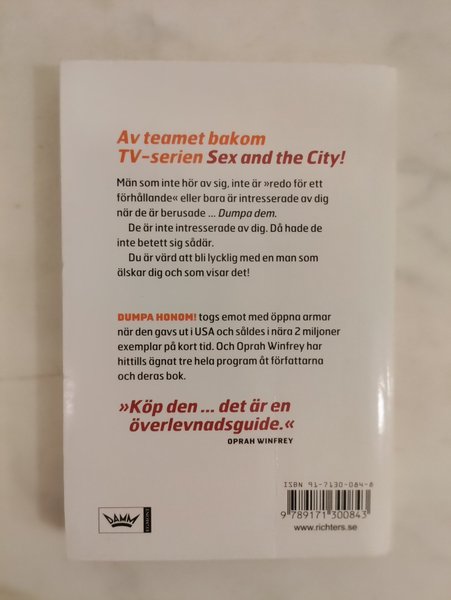 Av teamet bakom
TV-serien Sex and the City!
Män som inte hör av sig, inte är »redo för ett
förhållande« eller bara är intresserade av dig
när de är berusade ... Dumpa dem.
De är inte intresserade av dig. Då hade de
inte betett sig sådär.
Du är värd att bli lycklig med en man som
älskar dig och som visar det!
DUMPA HONOM! togs emot med öppna armar
när den gavs ut i USA och såldes i nära 2 miljoner
exemplar på kort tid. Och Oprah Winfrey har
hittills ägnat tre hela program åt författarna
och deras bok.
»Köp den ... det är en
överlevnadsguide.«
OPRAH WINFREY
ISBN 91-7130-084-8
9 789171 300843
www.richters.se
DAMM
EGMONT